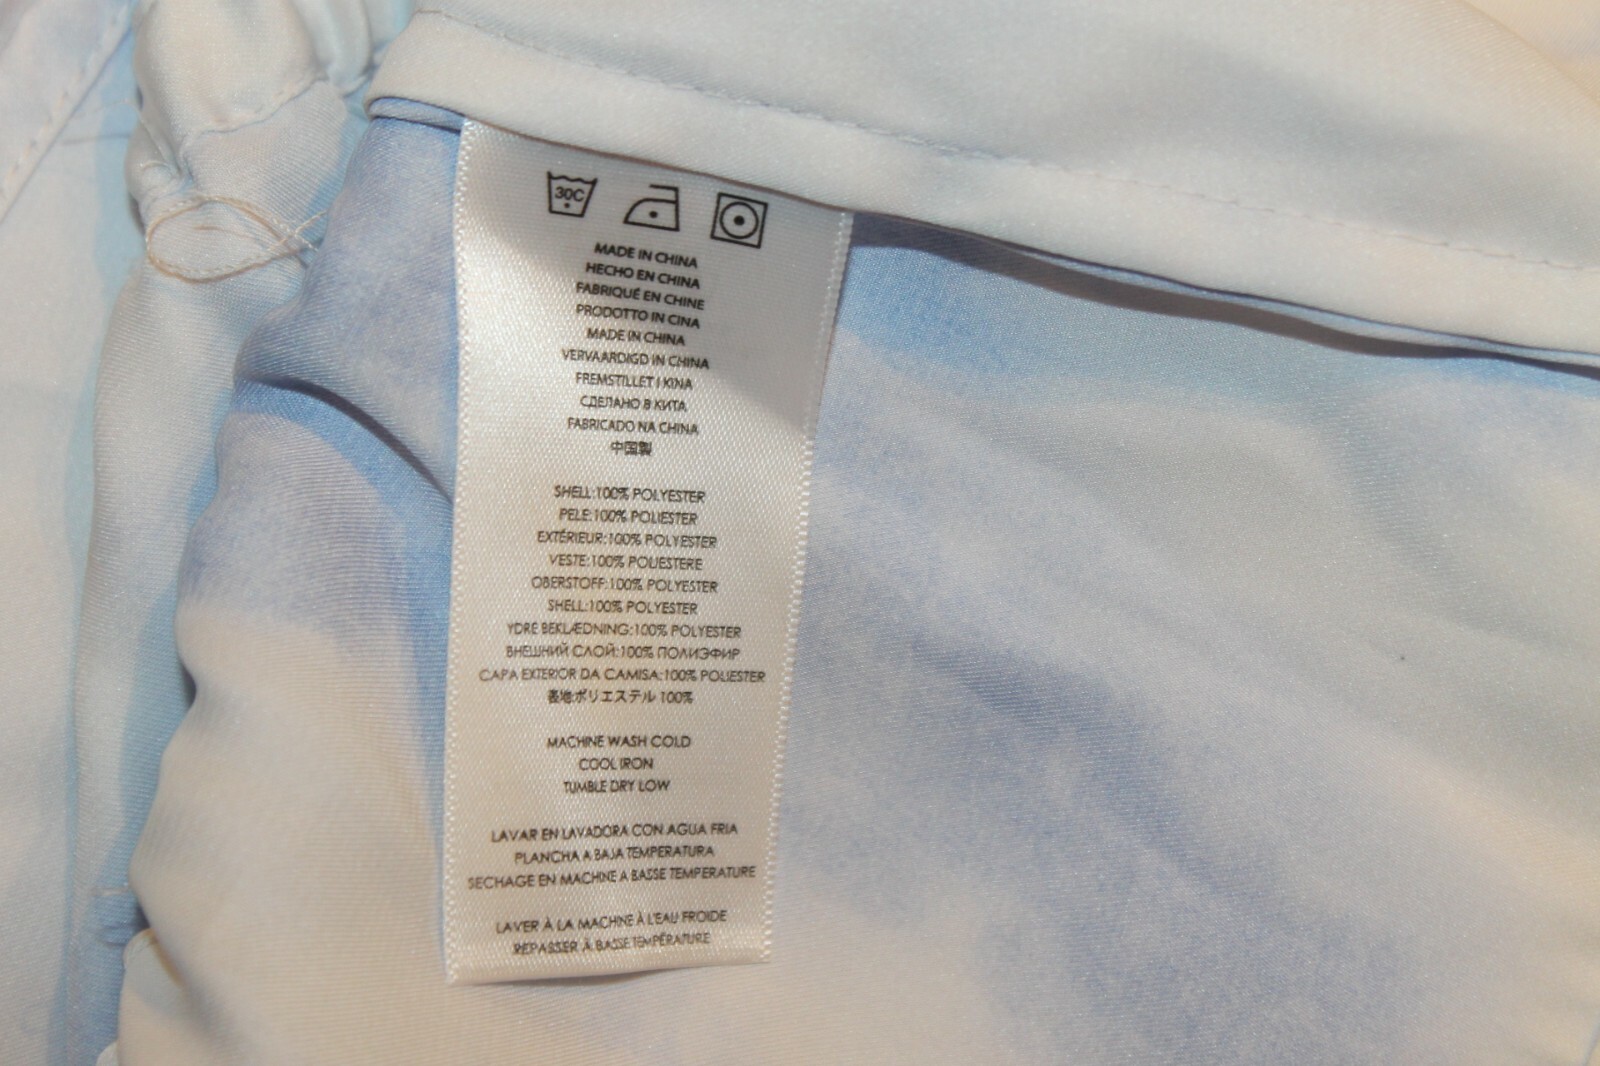 30C
MADE IN CHINA
HECHO EN CHINA
FABRIQUÉ EN CHINE
PRODOTTO IN CINA
MADE IN CHINA
VERVAARDIGD IN CHINA
FREMSTILLET I KINA
СДЕЛАНО В КИТА
FABRICADO NA CHINA
中国製
SHELL:100% POLYESTER
PELE:100% POLIESTER
EXTÉRIEUR:100% POLYESTER
VESTE:100% POLIESTERE
OBERSTOFF:100% POLYESTER
SHELL:100% POLYESTER
YDRE BEKLÆDNING:100% POLYESTER
ВНЕШНИЙ СЛОЙ:100% ПОЛИЭФИР
CAPA EXTERIOR DA CAMISA:100% POLIESTER
表地:ポリエステル 100%
MACHINE WASH COLD
COOL IRON
TUMBLE DRY LOW
LAVAR EN LAVADORA CON AGUA FRIA
PLANCHA A BAJA TEMPERATURA
SECHAGE EN MACHINE A BASSE TEMPERATURE
LAVER À LA MACHINE À L'EAU FROIDE
REPASSER À BASSE TEMPÉRATURE